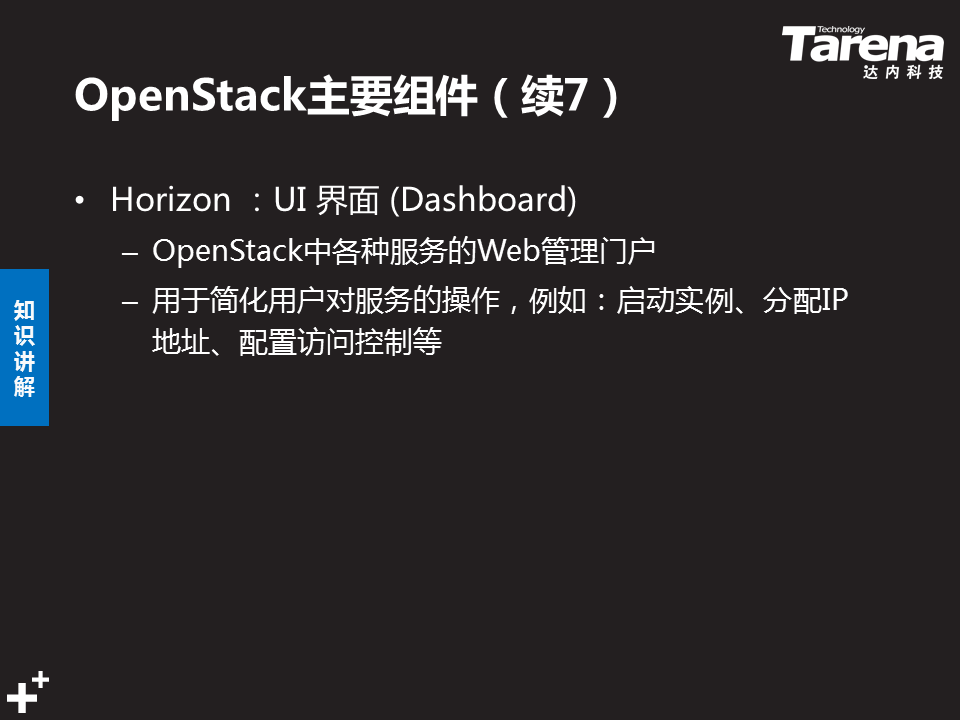 Technology
Tarena
达内科技
OpenStack主要组件（续7）
• Horizon ：UI 界面 (Dashboard)
– OpenStack中各种服务的Web管理门户
– 用于简化用户对服务的操作，例如：启动实例、分配IP
地址、配置访问控制等
知
识
讲
解